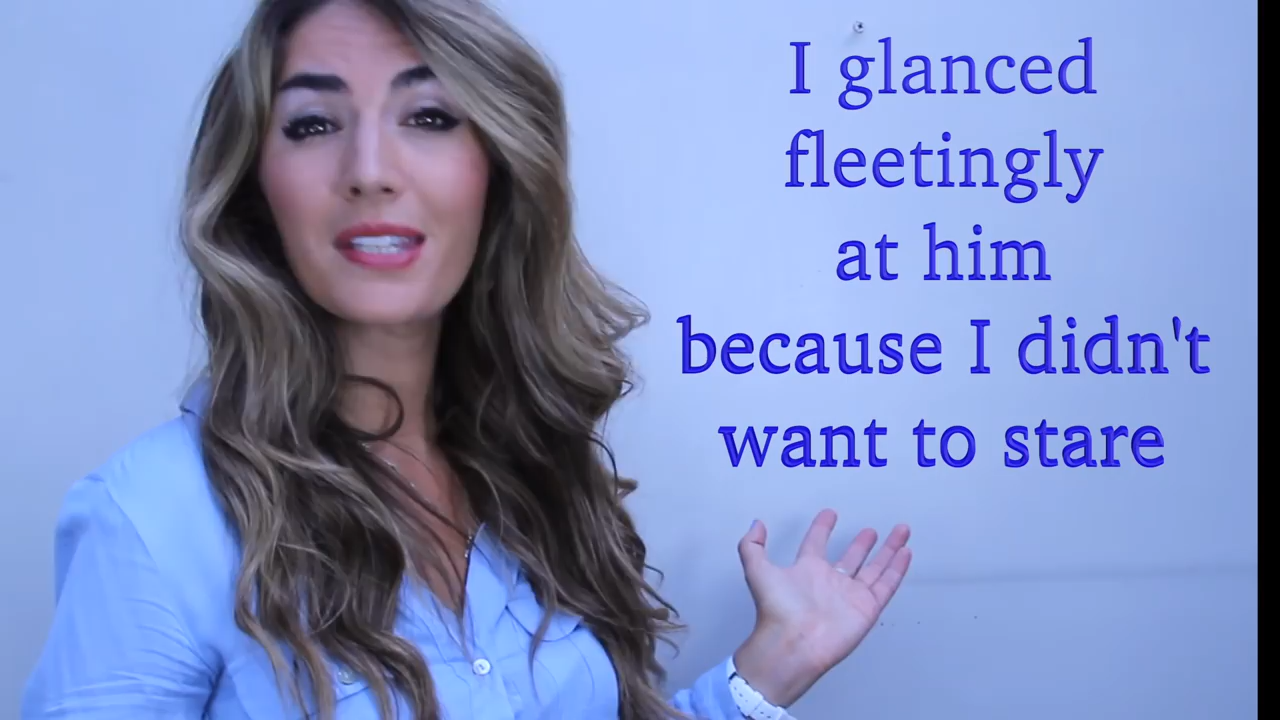 I glanced
fleetingly
at him
because I didn't
want to stare